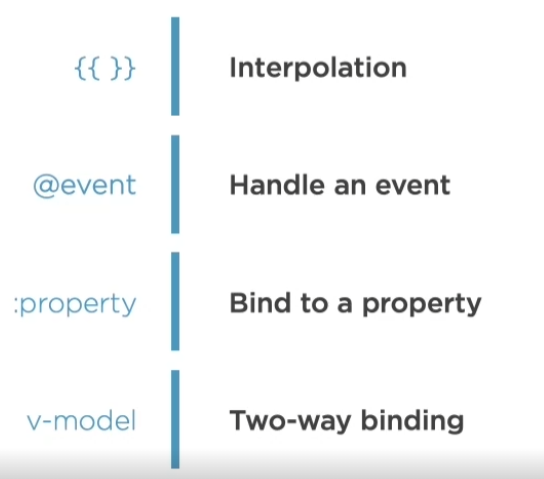 {{ }} Interpolation
@event Handle an event
:property Bind to a property
v-model Two-way binding